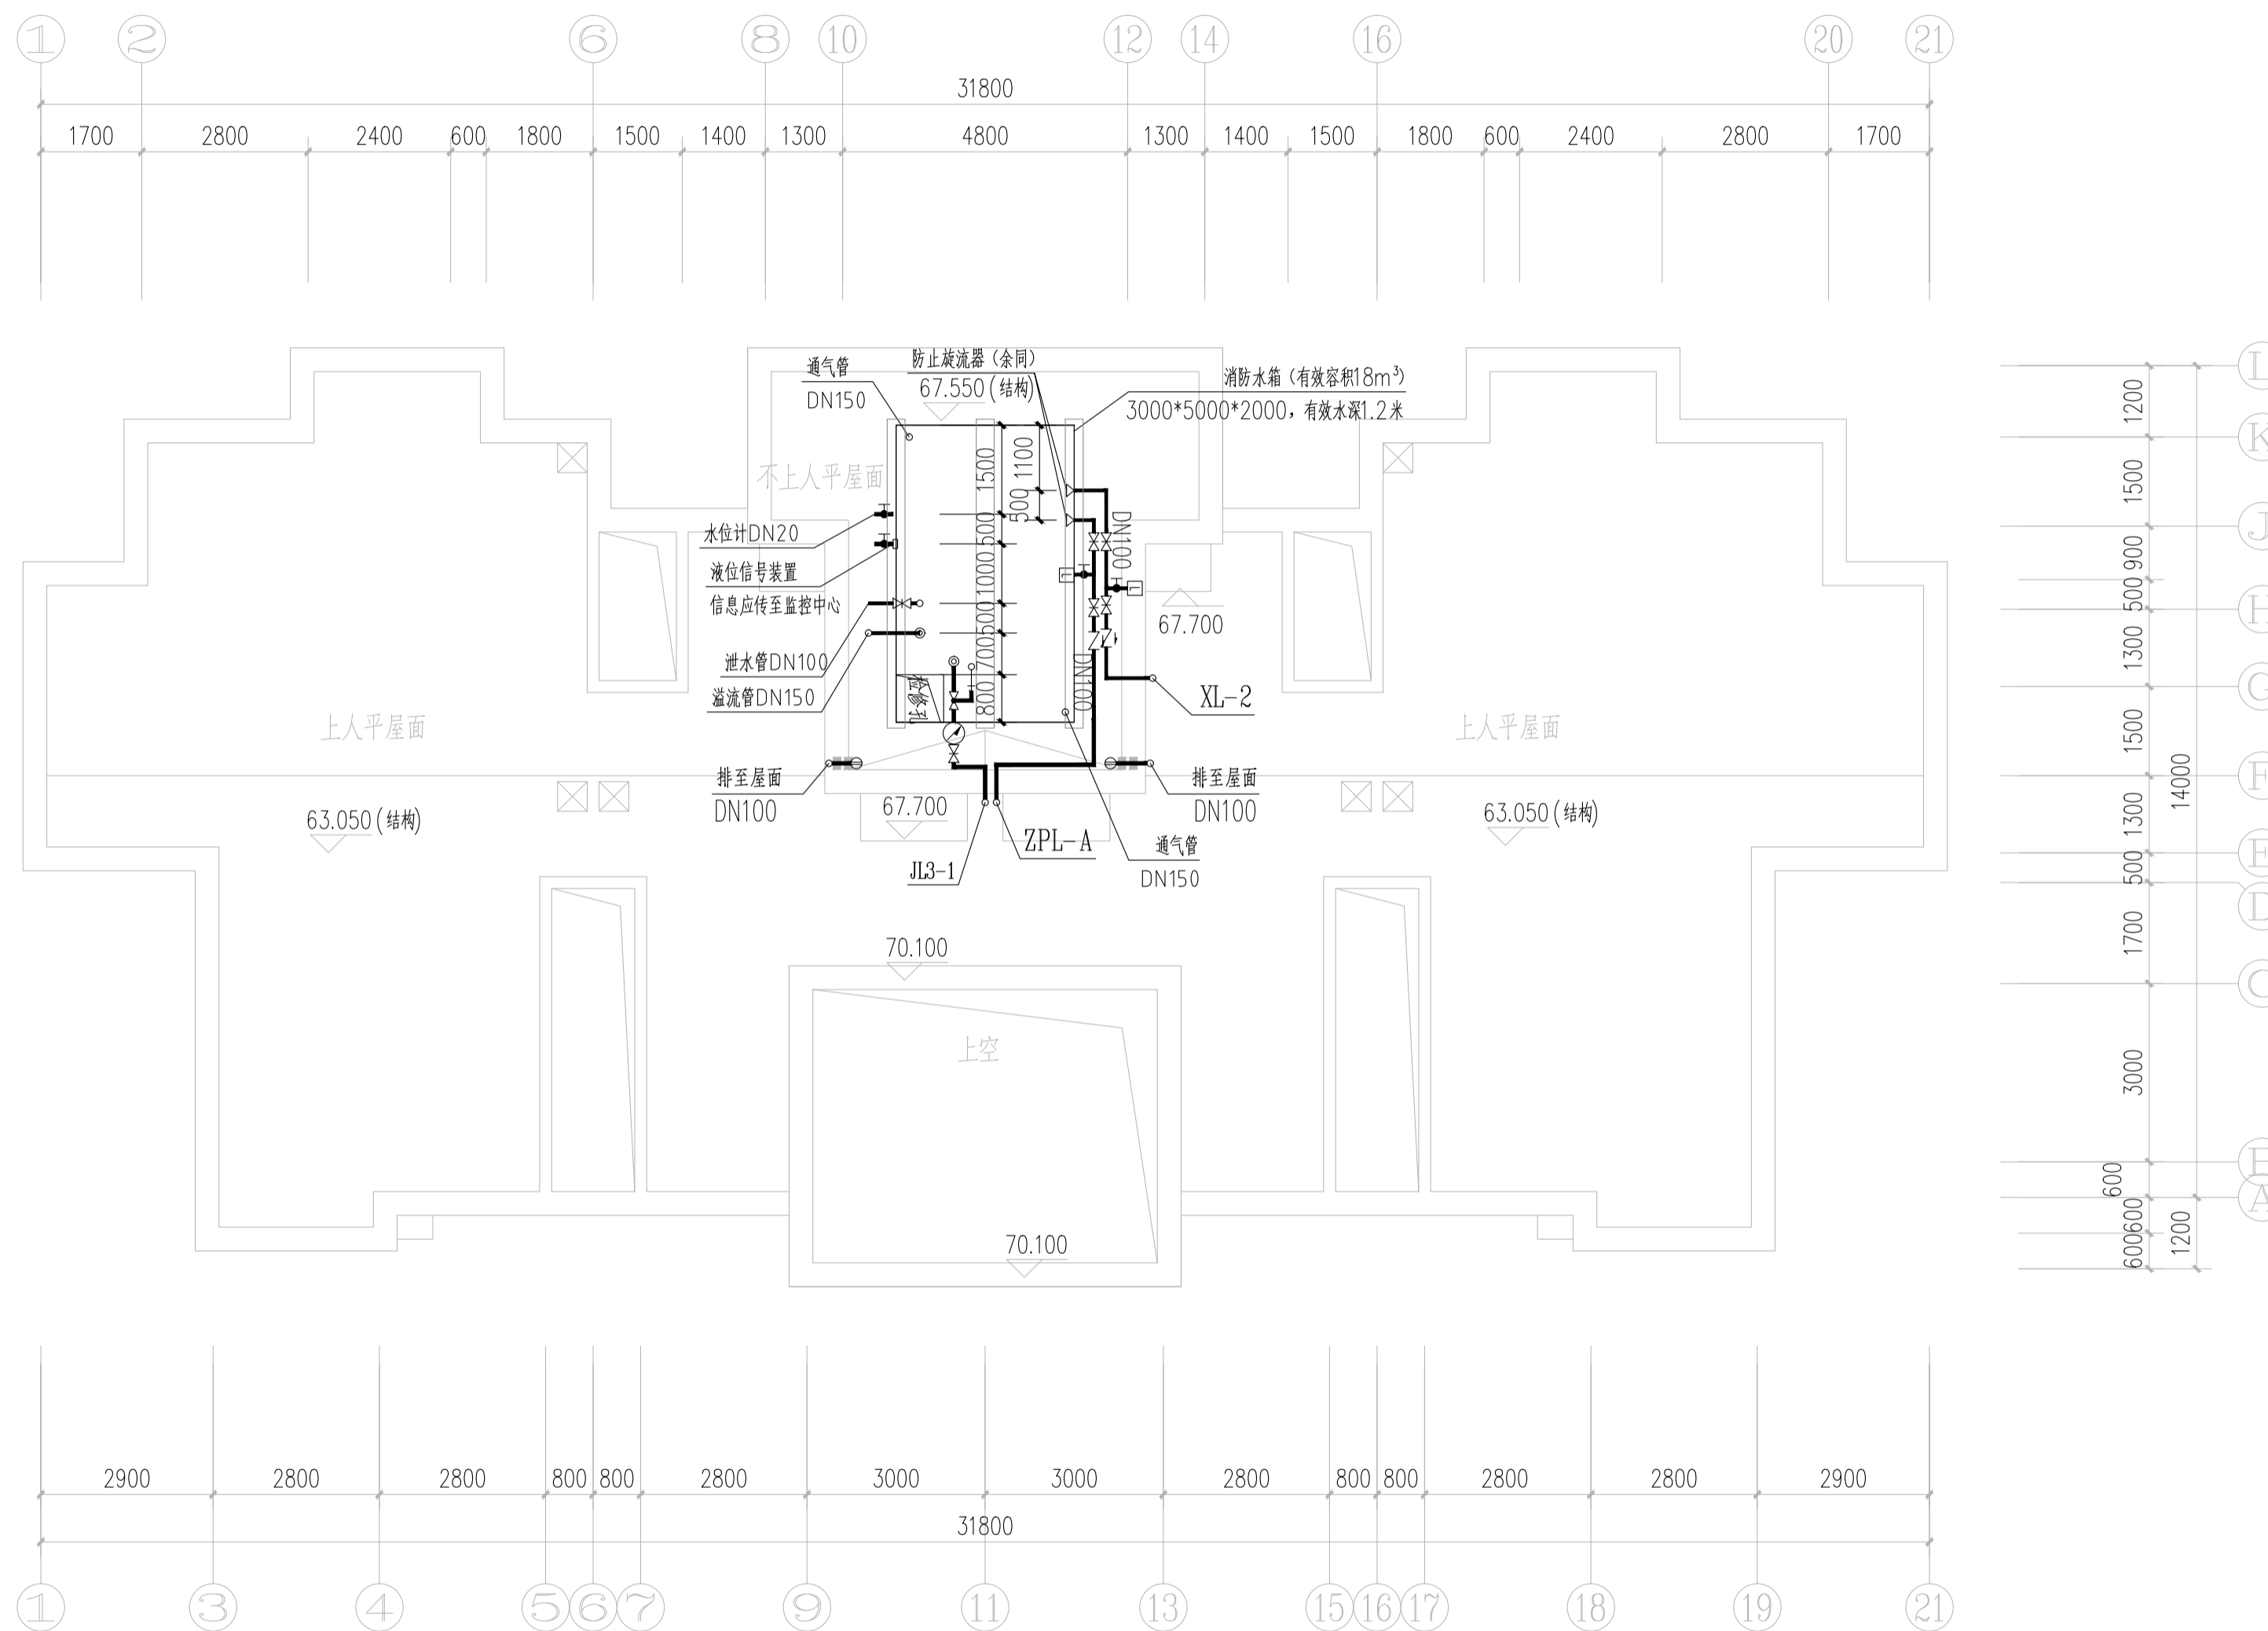 1 2 6 8 10 12 14 16 20 21
31800
1700 2800 2400 600 1800 1500 1400 1300 4800 1300 1400 1500 1800 600 2400 2800 1700
通气管
DN150
防止旋流器（余同）
67.550(结构)
消防水箱（有效容积18m³）
3000*5000*2000，有效水深1.2米
不上人平屋面
1500
500
1000
500
700
800
1100
500
DN100
DN100
水位计DN20
液位信号装置
信息应传至监控中心
泄水管DN100
溢流管DN150
检修孔
L
L
67.700
XL-2
上人平屋面
上人平屋面
排至屋面
DN100
排至屋面
DN100
67.700
63.050(结构)
63.050(结构)
JL3-1
ZPL-A
通气管
DN150
70.100
上空
70.100
L
K
J
H
G
F
E
D
C
B
A
1200
1500
900
500
1300
1500
1300
500
1700
3000
600
600
600
14000
1200
2900 2800 2800 800 800 2800 3000 3000 2800 800 800 2800 2800 2900
31800
1 3 4 5 6 7 9 11 13 15 16 17 18 19 21